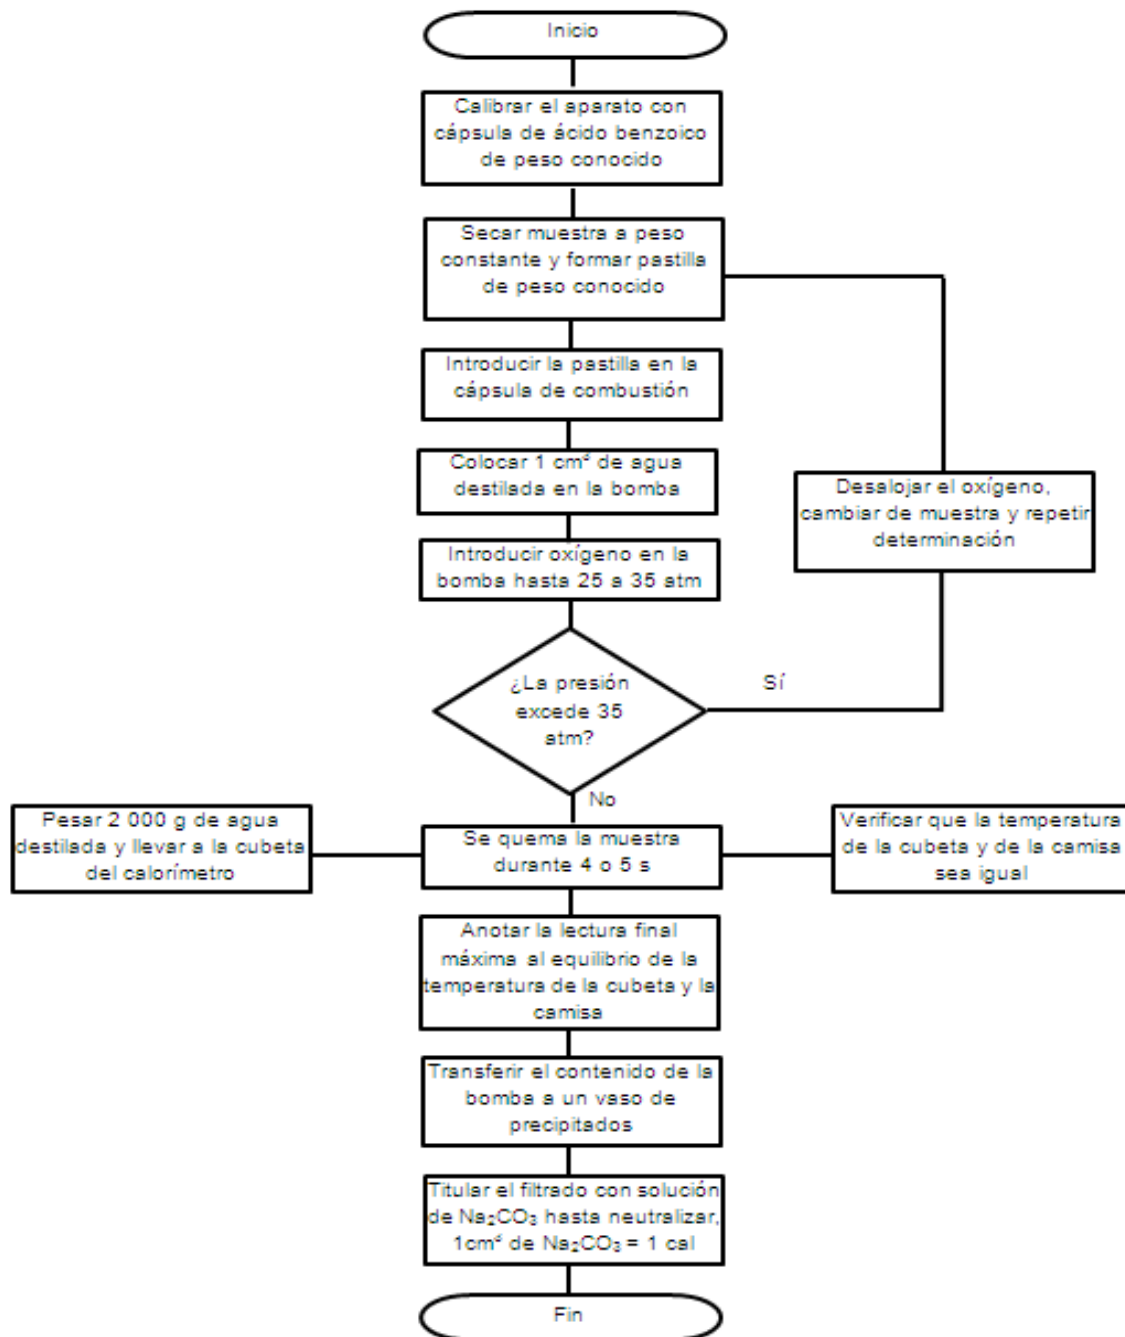 Inicio
Calibrar el aparato con
cápsula de ácido benzoico
de peso conocido
Secar muestra a peso
constante y formar pastilla
de peso conocido
Introducir la pastilla en la
cápsula de combustión
Colocar 1 cm³ de agua
destilada en la bomba
Desalojar el oxígeno,
cambiar de muestra y repetir
determinación
Introducir oxígeno en la
bomba hasta 25 a 35 atm
¿La presión
excede 35
atm?
Sí
No
Pesar 2 000 g de agua
destilada y llevar a la cubeta
del calorímetro
Se quema la muestra
durante 4 o 5 s
Verificar que la temperatura
de la cubeta y de la camisa
sea igual
Anotar la lectura final
máxima al equilibrio de la
temperatura de la cubeta y la
camisa
Transferir el contenido de la
bomba a un vaso de
precipitados
Titular el filtrado con solución
de Na₂CO₃ hasta neutralizar,
1cm³ de Na₂CO₃ = 1 cal
Fin